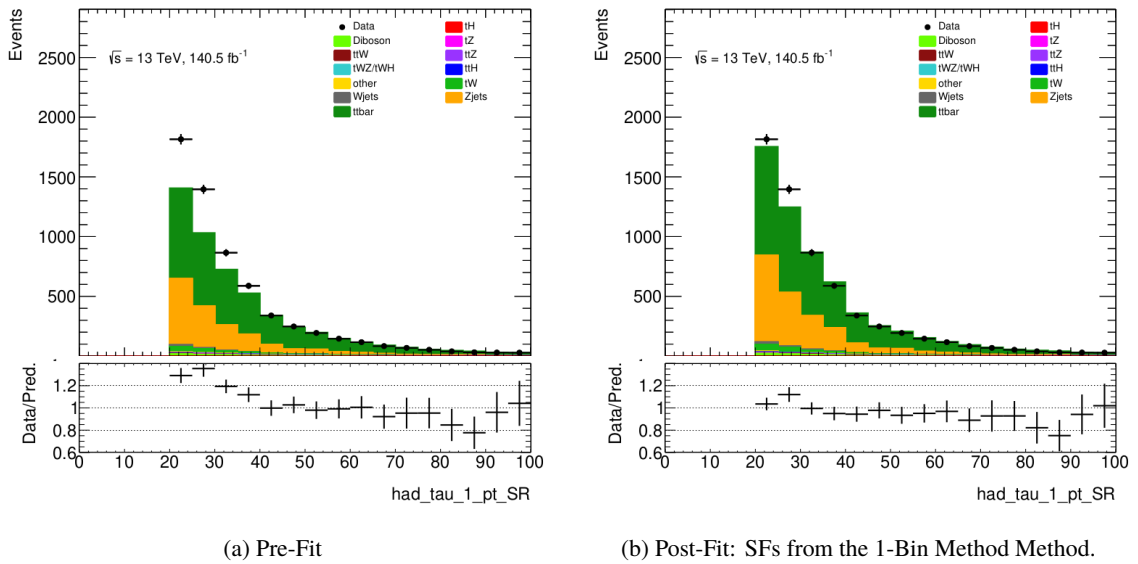 Events
2500
2000
1500
1000
500
√s = 13 TeV, 140.5 fb⁻¹
Data
Diboson
ttW
tWZ/tWH
other
Wjets
ttbar
tH
tZ
ttZ
ttH
tW
Zjets
Data/Pred.
1.2
1
0.8
0.6
0 10 20 30 40 50 60 70 80 90 100
had_tau_1_pt_SR
(a) Pre-Fit
Events
2500
2000
1500
1000
500
√s = 13 TeV, 140.5 fb⁻¹
Data
Diboson
ttW
tWZ/tWH
other
Wjets
ttbar
tH
tZ
ttZ
ttH
tW
Zjets
Data/Pred.
1.2
1
0.8
0.6
0 10 20 30 40 50 60 70 80 90 100
had_tau_1_pt_SR
(b) Post-Fit: SFs from the 1-Bin Method Method.